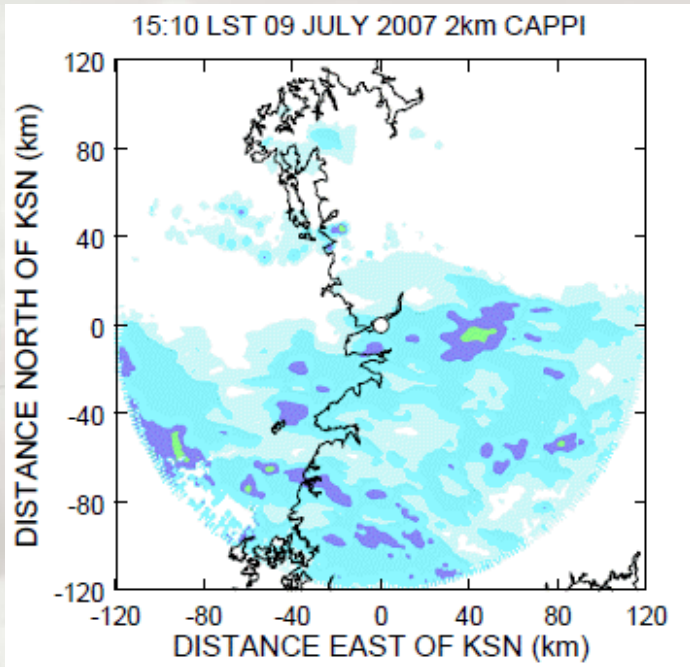 15:10 LST 09 JULY 2007 2km CAPPI
DISTANCE NORTH OF KSN (km)
120
80
40
0
-40
-80
-120
-120 -80 -40 0 40 80 120
DISTANCE EAST OF KSN (km)